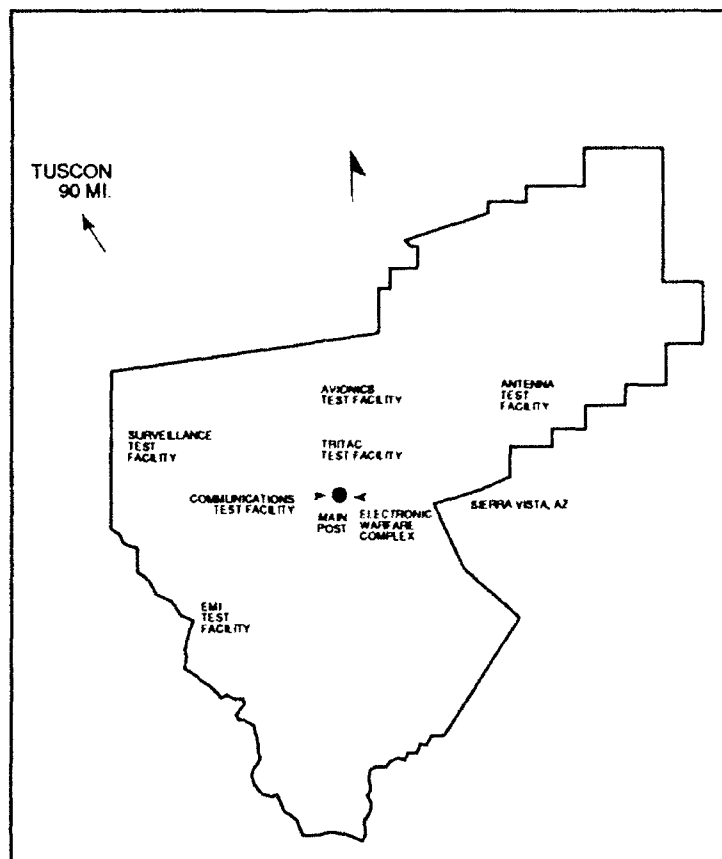 TUSCON
90 MI.
AVIONICS
TEST FACILITY
ANTENNA
TEST
FACILITY
SURVEILLANCE
TEST
FACILITY
TRITAC
TEST FACILITY
COMMUNICATIONS
TEST FACILITY
MAIN
POST
ELECTRONIC
WARFARE
COMPLEX
SIERRA VISTA, AZ
EMI
TEST
FACILITY